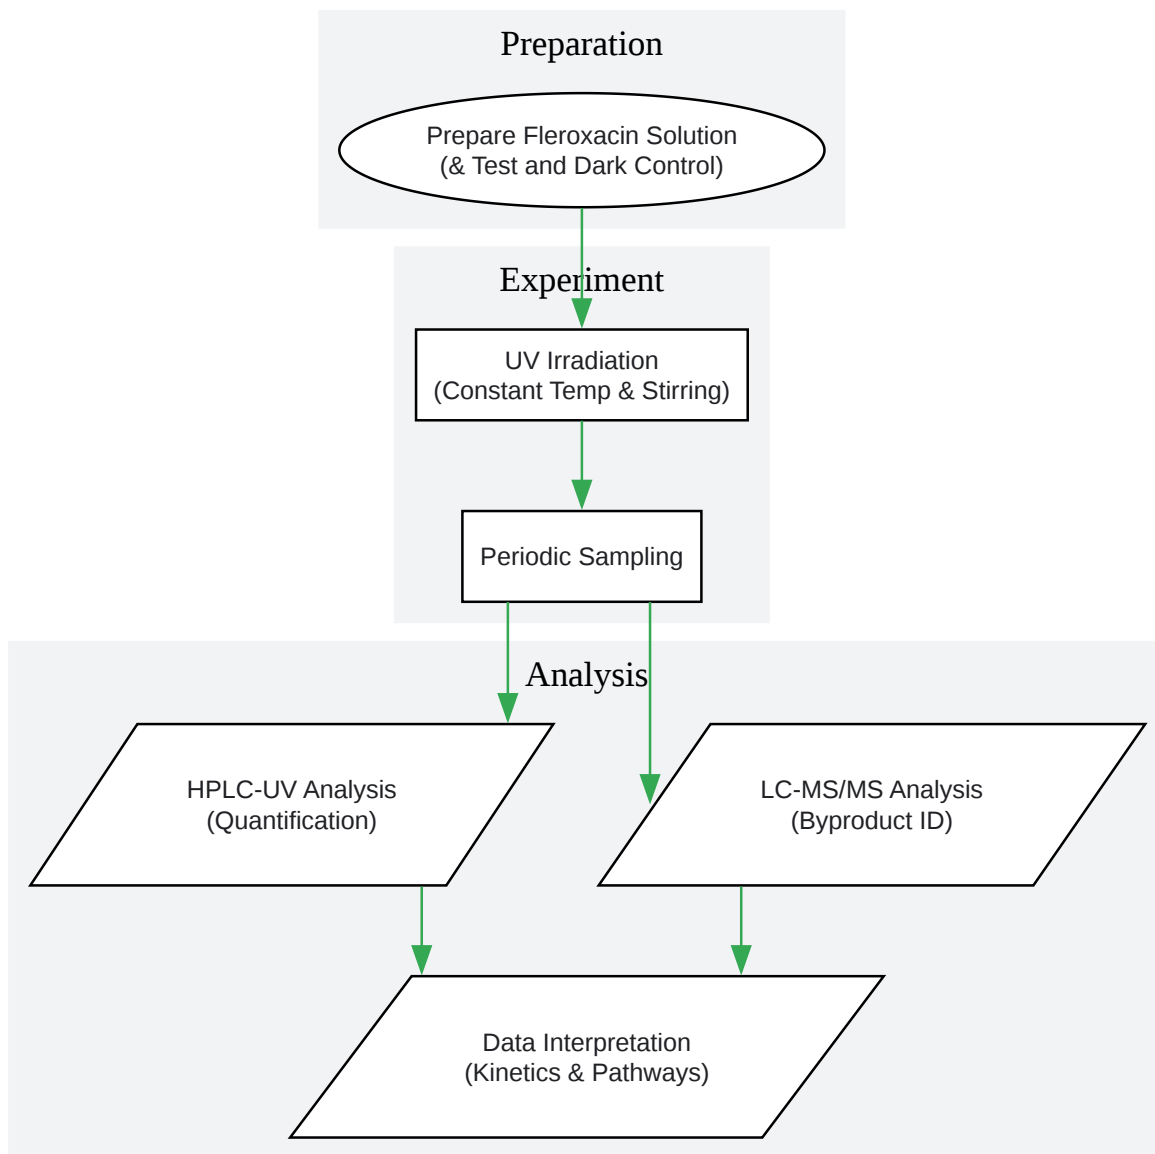 Preparation
Prepare Fleroxacin Solution
(& Test and Dark Control)
Experiment
UV Irradiation
(Constant Temp & Stirring)
Periodic Sampling
Analysis
HPLC-UV Analysis
(Quantification)
LC-MS/MS Analysis
(Byproduct ID)
Data Interpretation
(Kinetics & Pathways)